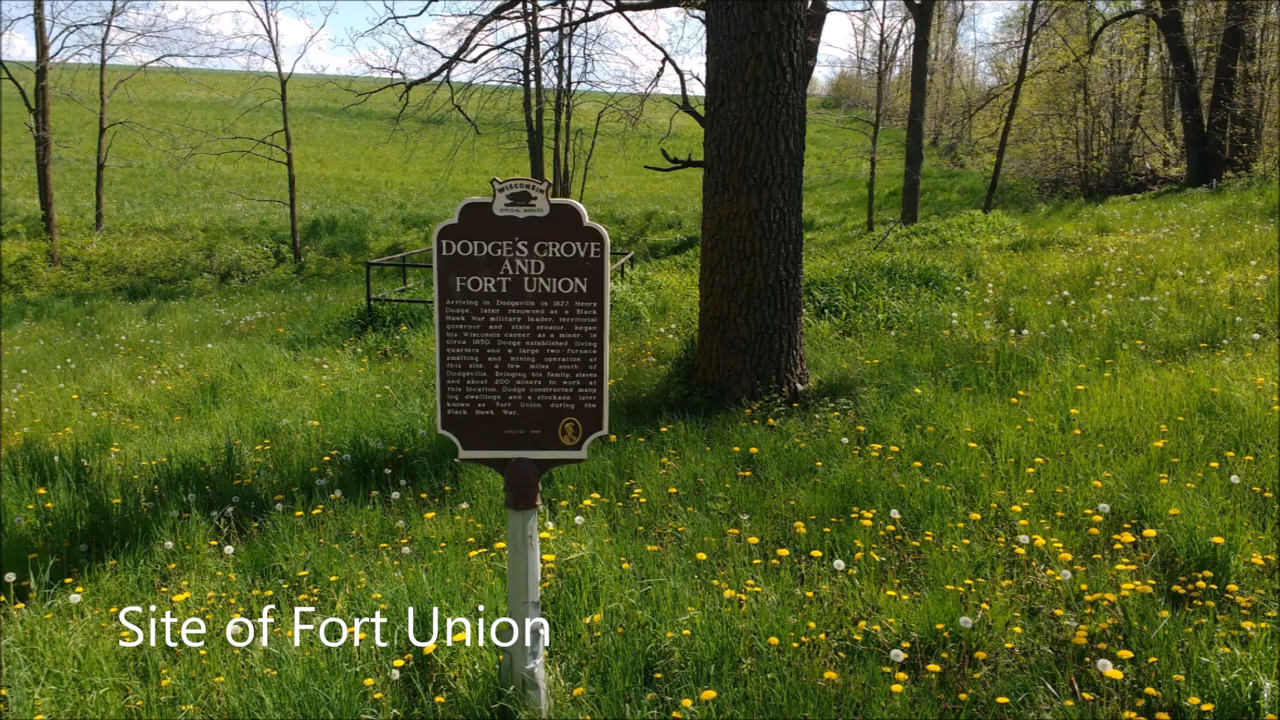 WISCONSIN
OFFICIAL MARKER
DODGE'S GROVE
AND
FORT UNION
Arriving in Dodgeville in 1827, Henry
Dodge, later renowned as a Black
Hawk War military leader, territorial
governor and state senator, began
his Wisconsin career as a miner. In
circa 1830, Dodge established living
quarters and a large two-furnace
smelting and mining operation at
this site, a few miles south of
Dodgeville. Bringing his family, slaves
and about 200 miners to work at
this location, Dodge constructed many
log dwellings and a stockade, later
known as Fort Union during the
Black Hawk War.
Site of Fort Union